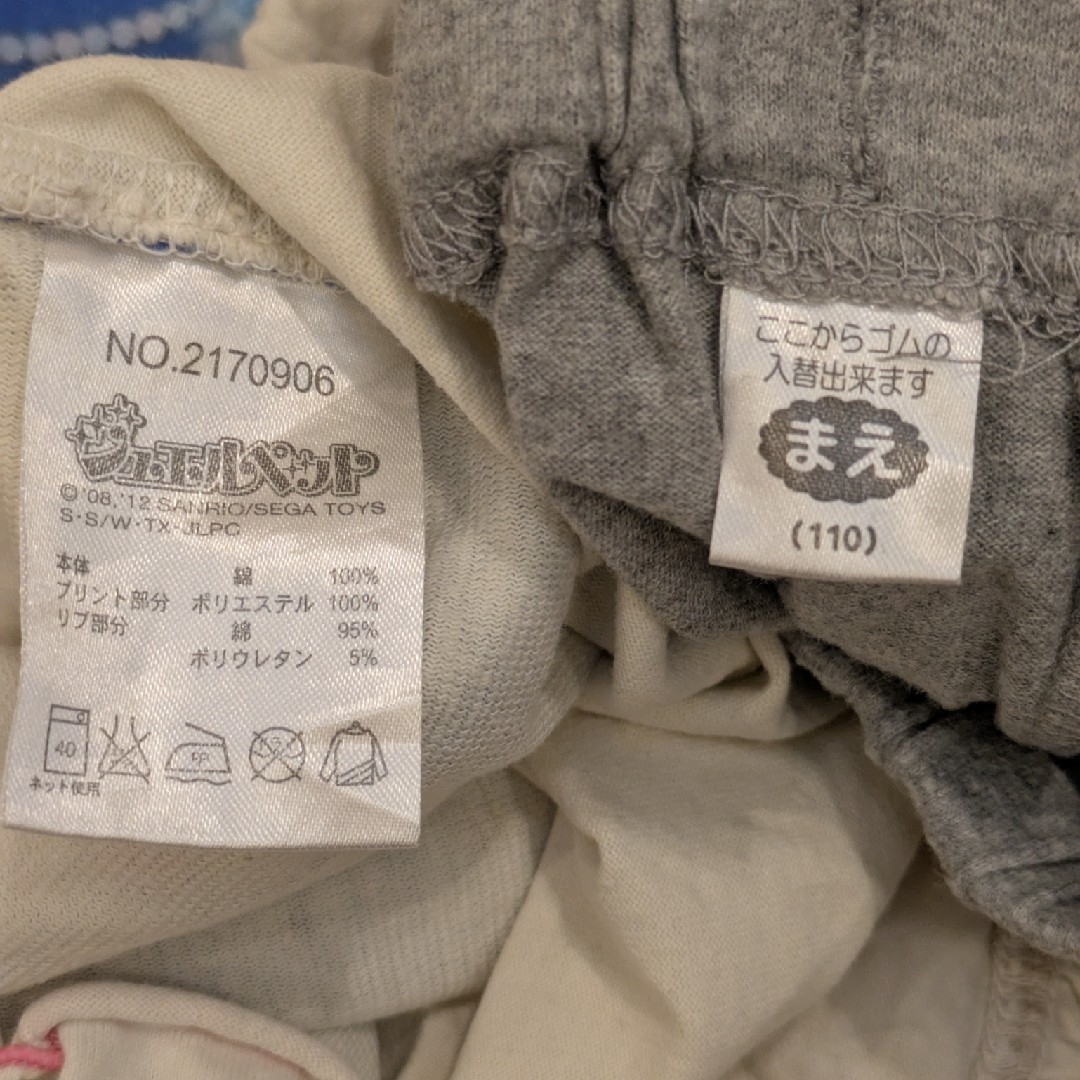 NO.2170906
ジュエルペット
© '08, '12 SANRIO/SEGA TOYS
S・S/W・TX-JLPC
本体 綿 100%
プリント部分 ポリエステル 100%
リブ部分 綿 95%
ポリウレタン 5%
40
ネット使用
ここからゴムの
入替出来ます
まえ
(110)